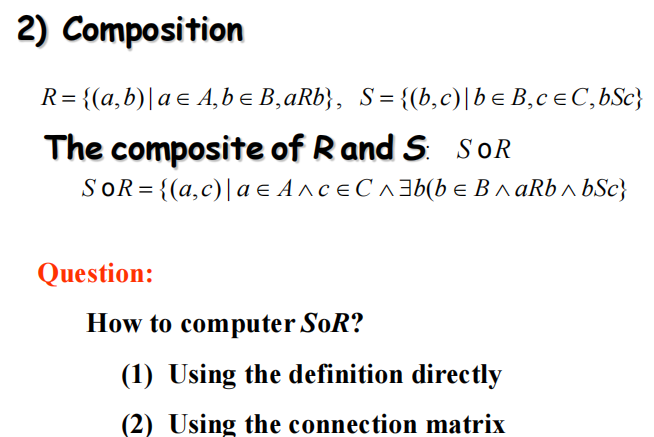 2) Composition
R = {(a,b) | a ∈ A, b ∈ B, aRb}, S = {(b,c) | b ∈ B, c ∈ C, bSc}
The composite of R and S: S o R
S o R = {(a,c) | a ∈ A ∧ c ∈ C ∧ ∃b(b ∈ B ∧ aRb ∧ bSc}
Question:
How to computer SoR?
(1) Using the definition directly
(2) Using the connection matrix